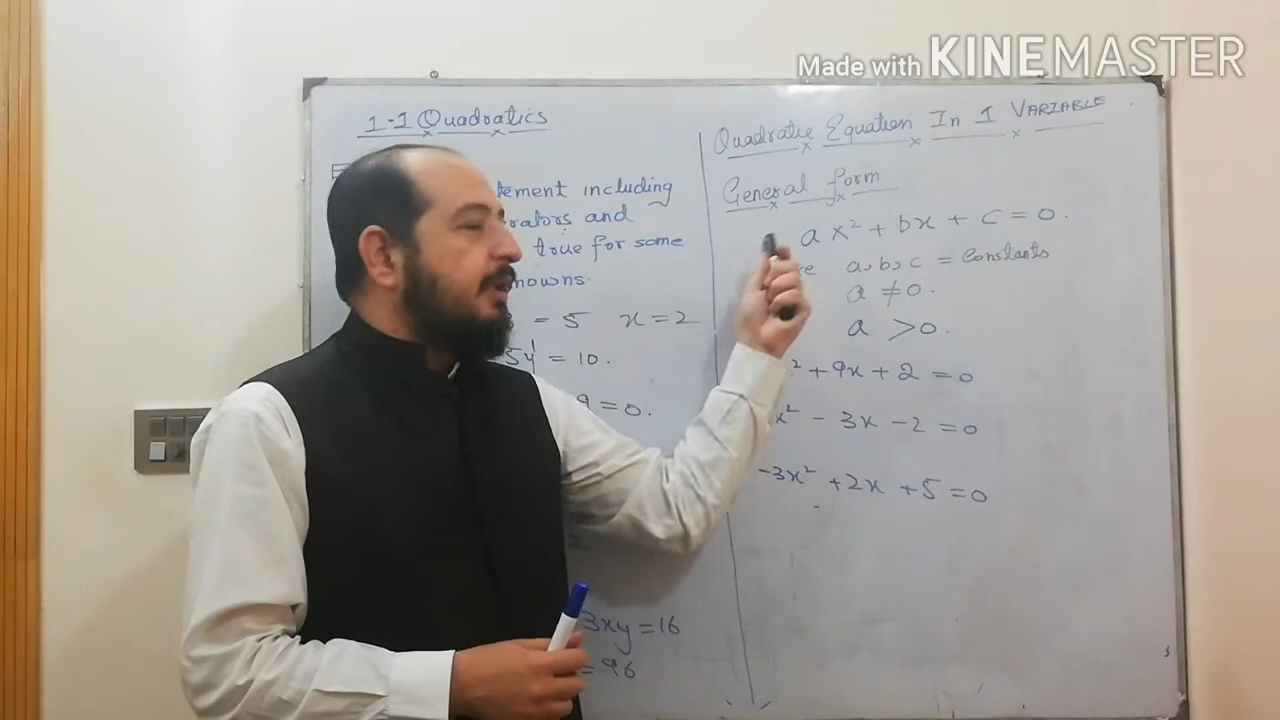 Made with KINEMASTER
1-1 Quadratics
tement including
rators and
true for some
nowns.
= 5 x = 2
5y = 10.
9 = 0.
3xy = 16
= 96
Quadratic Equation In 1 VARIABLE
General form
a x² + bx + c = 0.
a, b, c = Constants
a ≠ 0.
a > 0.
² + 9x + 2 = 0
x² - 3x - 2 = 0
-3x² + 2x + 5 = 0